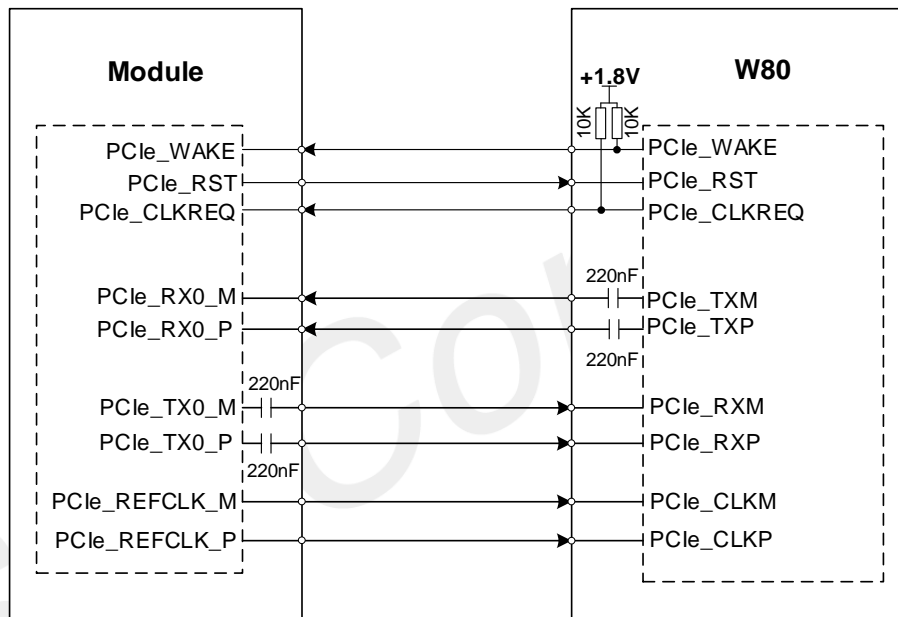 Module
W80
+1.8V
10K
10K
PCIe_WAKE
PCIe_WAKE
PCIe_RST
PCIe_RST
PCIe_CLKREQ
PCIe_CLKREQ
220nF
PCIe_RX0_M
PCIe_TXM
PCIe_RX0_P
PCIe_TXP
220nF
220nF
PCIe_TX0_M
PCIe_RXM
PCIe_TX0_P
PCIe_RXP
220nF
PCIe_REFCLK_M
PCIe_CLKM
PCIe_REFCLK_P
PCIe_CLKP